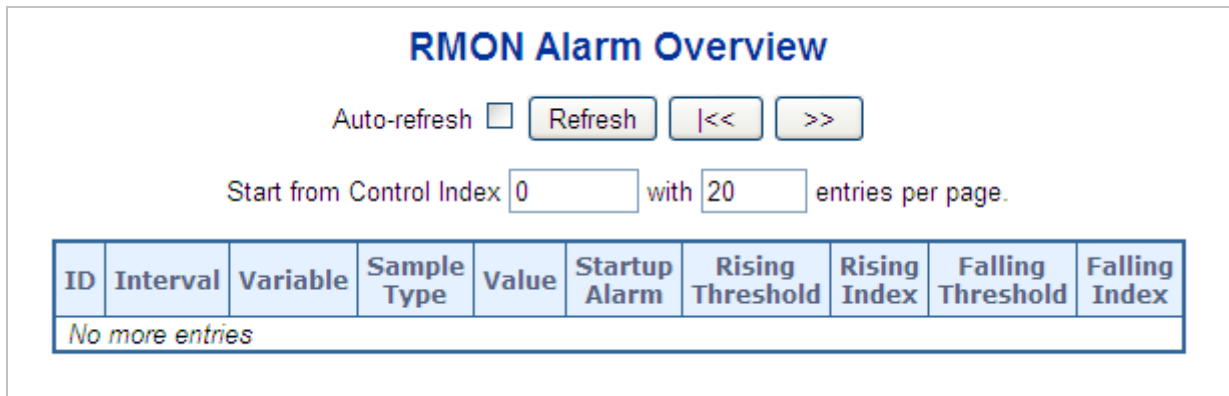 RMON Alarm Overview
Auto-refresh Refresh |<< >>
Start from Control Index 0 with 20 entries per page.
ID Interval Variable Sample Type Value Startup Alarm Rising Threshold Rising Index Falling Threshold Falling Index
No more entries